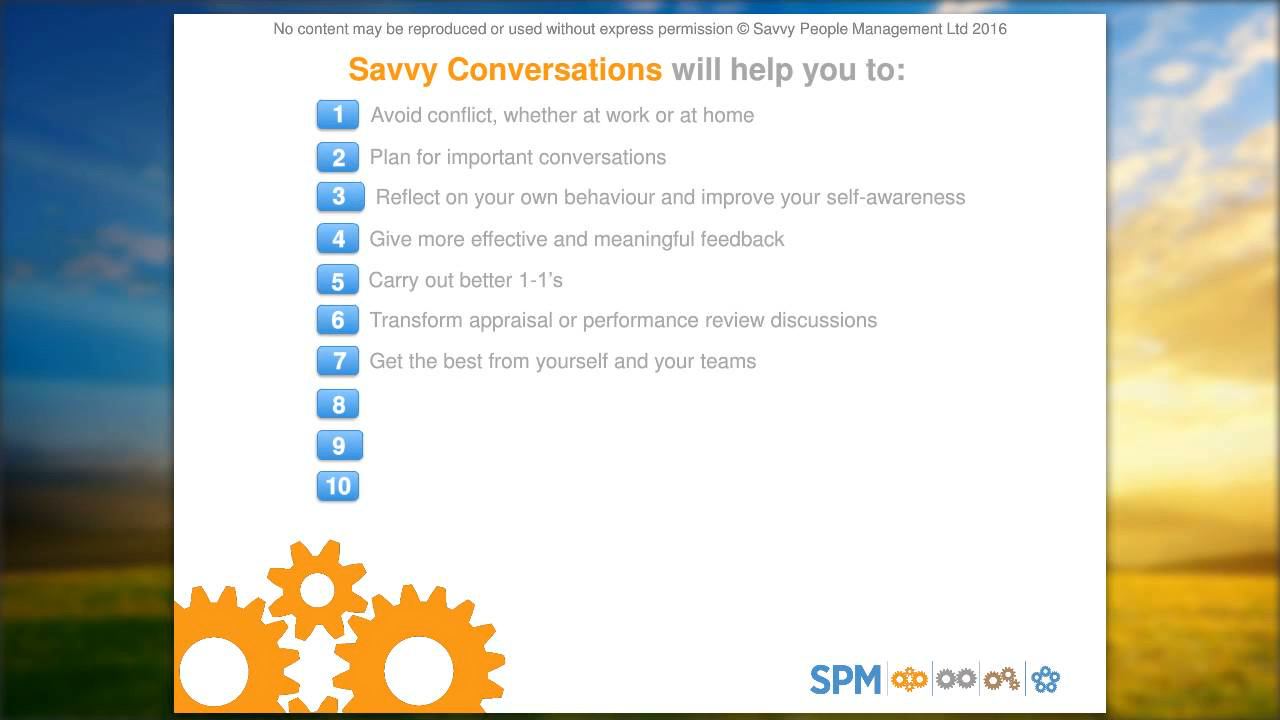 No content may be reproduced or used without express permission © Savvy People Management Ltd 2016
Savvy Conversations will help you to:
1 Avoid conflict, whether at work or at home
2 Plan for important conversations
3 Reflect on your own behaviour and improve your self-awareness
4 Give more effective and meaningful feedback
5 Carry out better 1-1’s
6 Transform appraisal or performance review discussions
7 Get the best from yourself and your teams
8
9
10
SPM